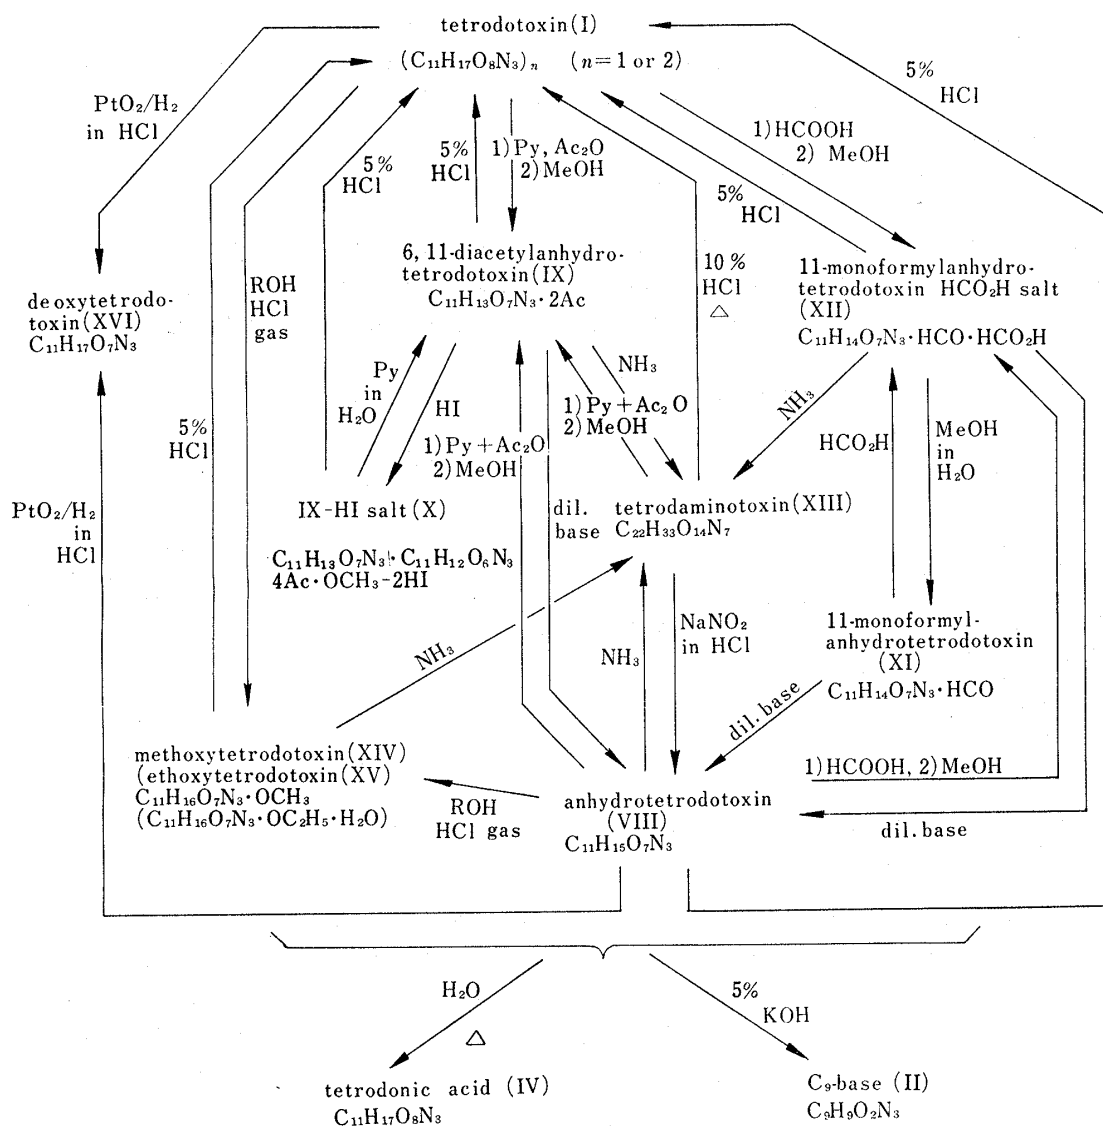 tetrodotoxin(I)
(C₁₁H₁₇O₈N₃)ₙ (n=1 or 2)
5%
HCl
PtO₂/H₂
in HCl
1)HCOOH
2) MeOH
5%
HCl
5%
HCl
1)Py, Ac₂O
2)MeOH
5%
HCl
6, 11-diacetylanhydro-
tetrodotoxin(IX)
C₁₁H₁₃O₇N₃·2Ac
10%
HCl
△
11-monoformylanhydro-
tetrodotoxin HCO₂H salt
(XII)
C₁₁H₁₄O₇N₃·HCO·HCO₂H
deoxytetrodo-
toxin(XVI)
C₁₁H₁₇O₇N₃
ROH
HCl
gas
Py
in
H₂O
HI
NH₃
1)Py+Ac₂O
2)MeOH
NH₃
HCO₂H
MeOH
in
H₂O
5%
HCl
1)Py+Ac₂O
2)MeOH
PtO₂/H₂
in
HCl
IX-HI salt(X)
C₁₁H₁₃O₇N₃·C₁₁H₁₂O₆N₃
4Ac·OCH₃-2HI
dil.
base
tetrodaminotoxin(XIII)
C₂₂H₃₃O₁₄N₇
NH₃
NH₃
NaNO₂
in HCl
11-monoformyl-
anhydrotetrodotoxin
(XI)
C₁₁H₁₄O₇N₃·HCO
dil.base
methoxytetrodotoxin(XIV)
(ethoxytetrodotoxin(XV)
C₁₁H₁₆O₇N₃·OCH₃
(C₁₁H₁₆O₇N₃·OC₂H₅·H₂O)
ROH
HCl gas
anhydrotetrodotoxin
(VIII)
C₁₁H₁₅O₇N₃
1)HCOOH, 2)MeOH
dil.base
H₂O
△
5%
KOH
tetrodonic acid (IV)
C₁₁H₁₇O₈N₃
C₉-base (II)
C₉H₉O₂N₃